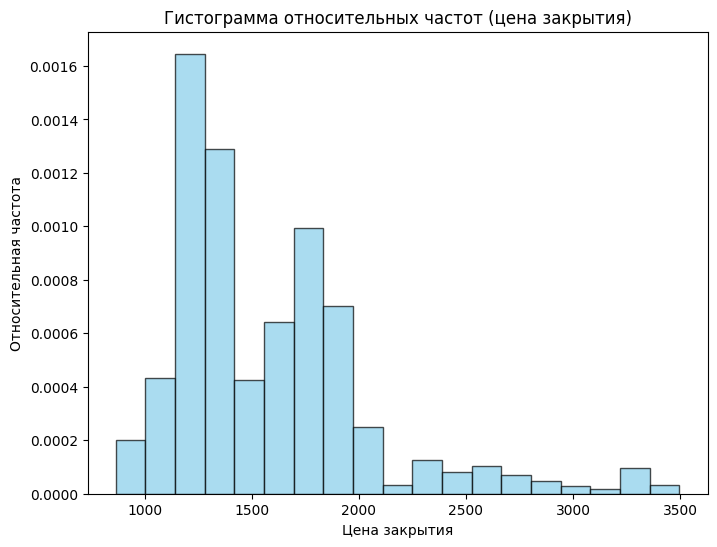 Гистограмма относительных частот (цена закрытия)
Относительная частота
0.0016
0.0014
0.0012
0.0010
0.0008
0.0006
0.0004
0.0002
0.0000
1000 1500 2000 2500 3000 3500
Цена закрытия